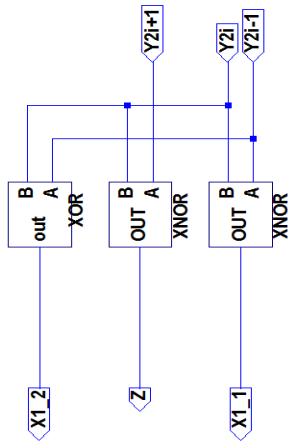 Y2i+1
Y2i
Y2i-1
B
A
out
XOR
B
A
OUT
XNOR
B
A
OUT
XNOR
X1_2
Z
X1_1